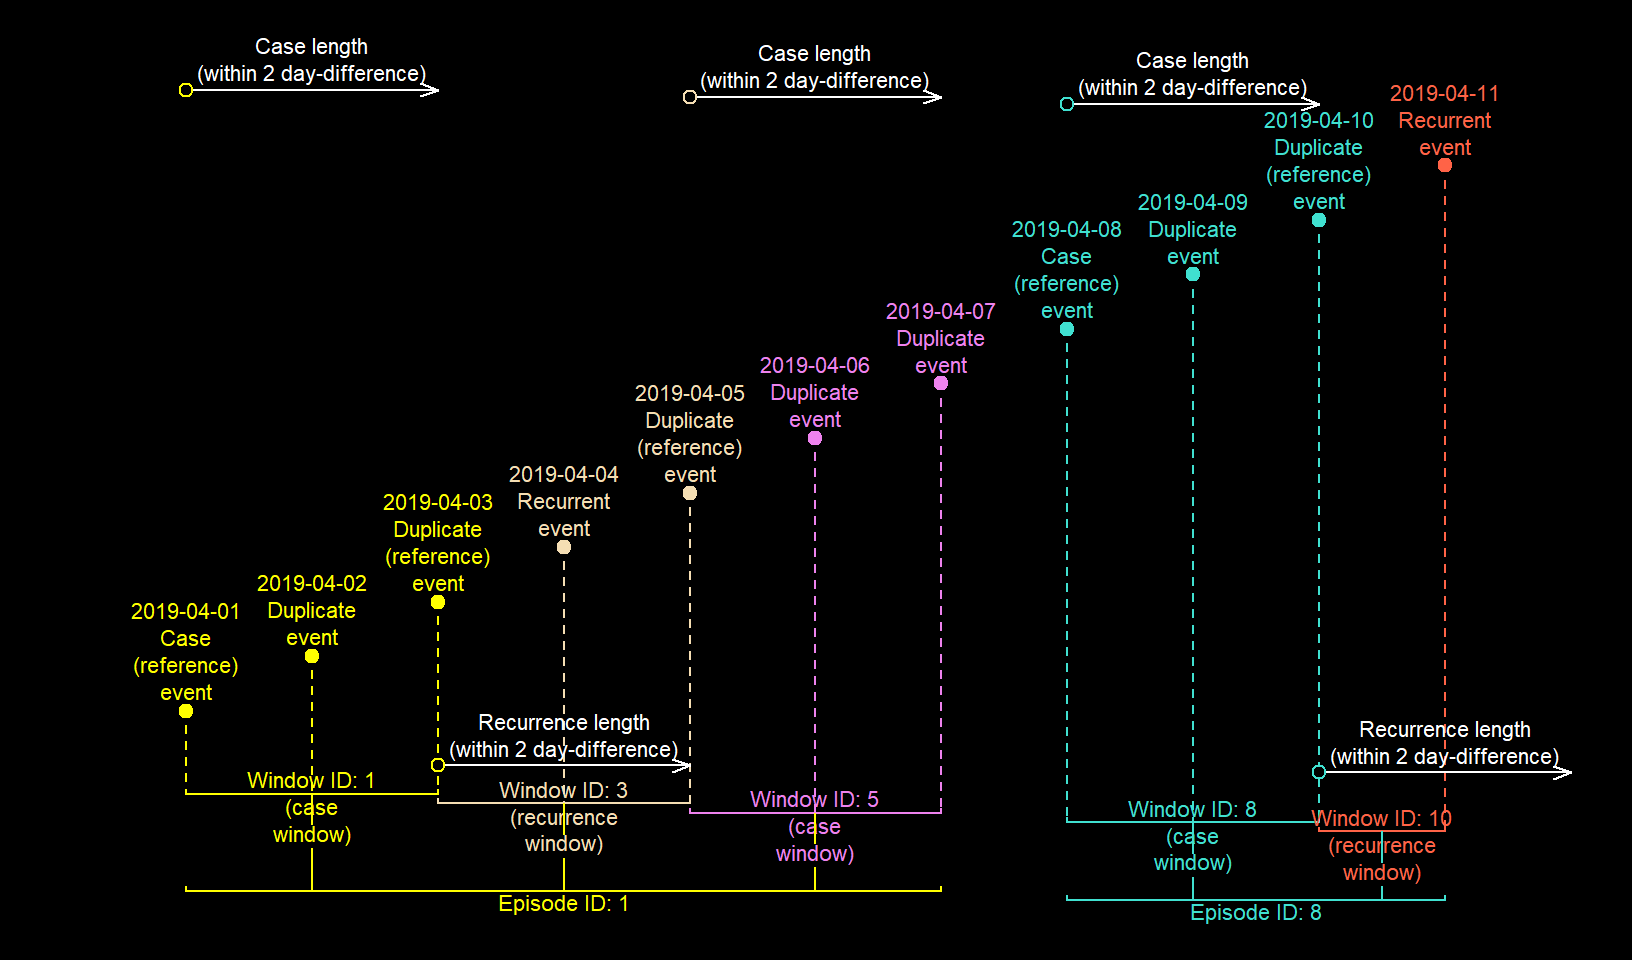 Case length
(within 2 day-difference)
Case length
(within 2 day-difference)
Case length
(within 2 day-difference)
2019-04-11
Recurrent
event
2019-04-10
Duplicate
(reference)
event
2019-04-09
Duplicate
event
2019-04-08
Case
(reference)
event
2019-04-07
Duplicate
event
2019-04-06
Duplicate
event
2019-04-05
Duplicate
(reference)
event
2019-04-04
Recurrent
event
2019-04-03
Duplicate
(reference)
event
2019-04-02
Duplicate
event
2019-04-01
Case
(reference)
event
Recurrence length
(within 2 day-difference)
Recurrence length
(within 2 day-difference)
Window ID: 1
(case
window)
Window ID: 3
(recurrence
window)
Window ID: 5
(case
window)
Window ID: 8
(case
window)
Window ID: 10
(recurrence
window)
Episode ID: 1
Episode ID: 8